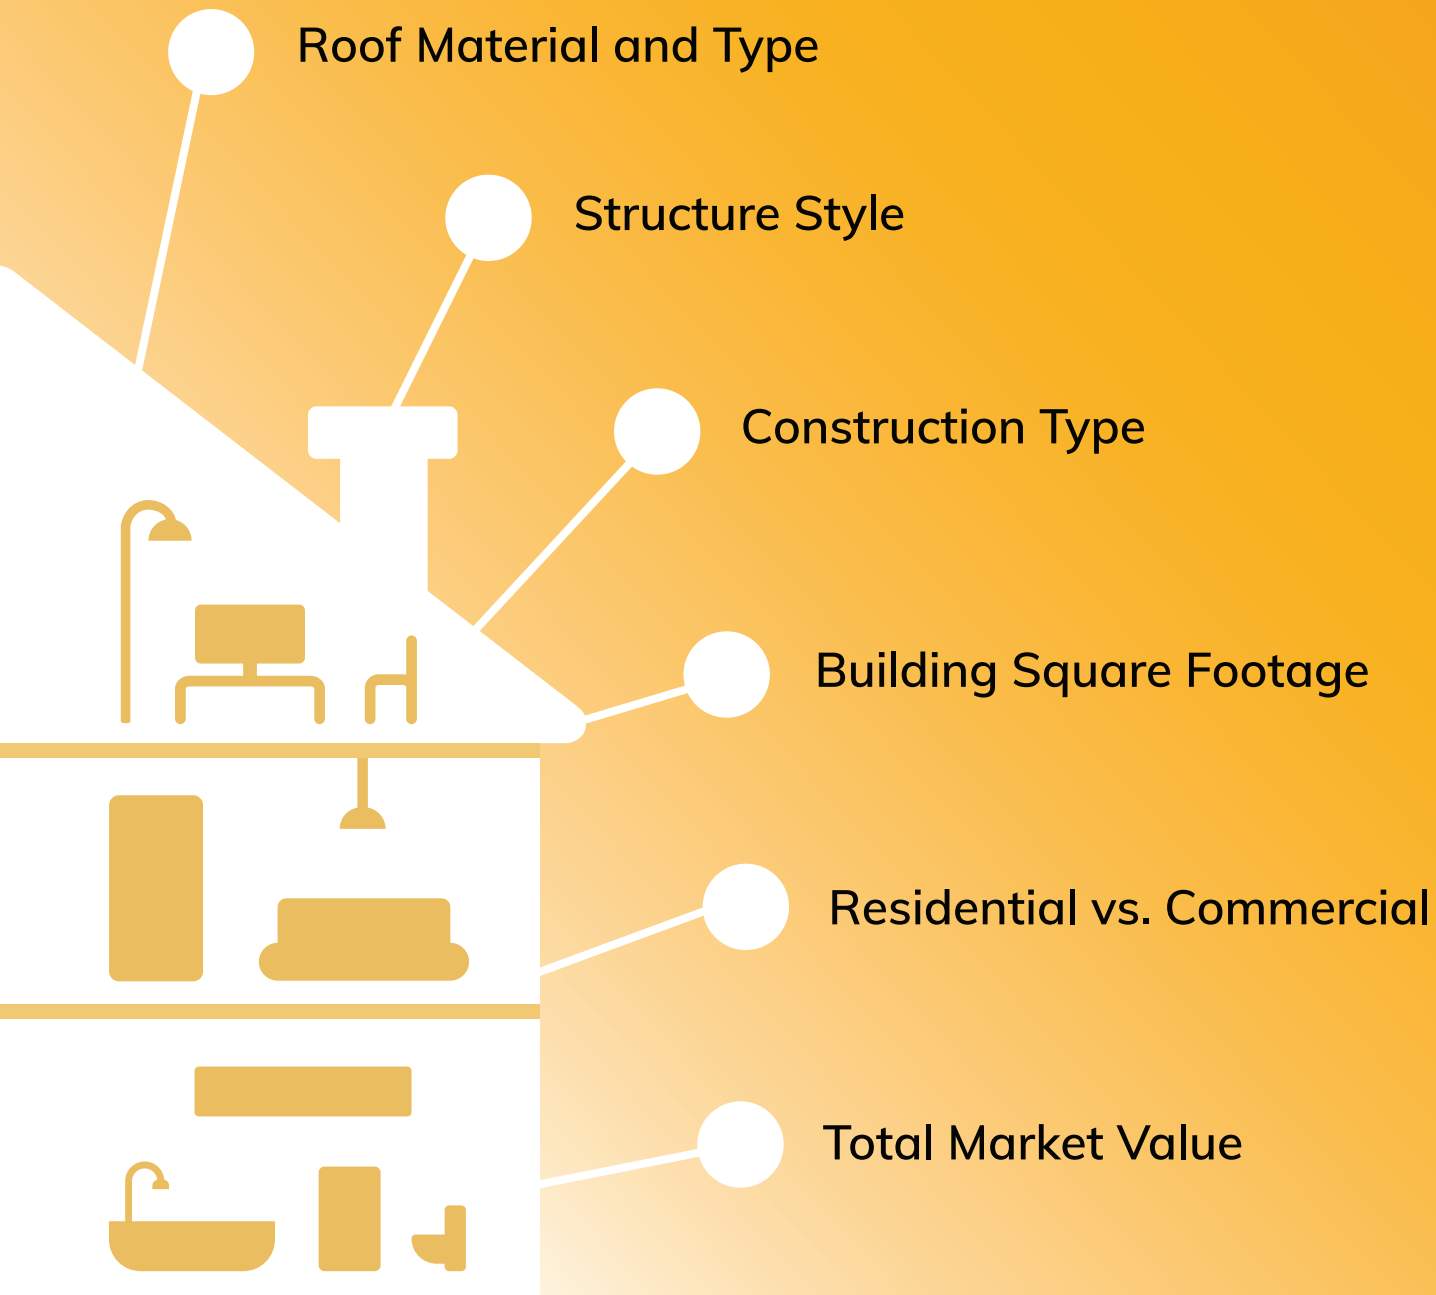 Roof Material and Type
Structure Style
Construction Type
Building Square Footage
Residential vs. Commercial
Total Market Value